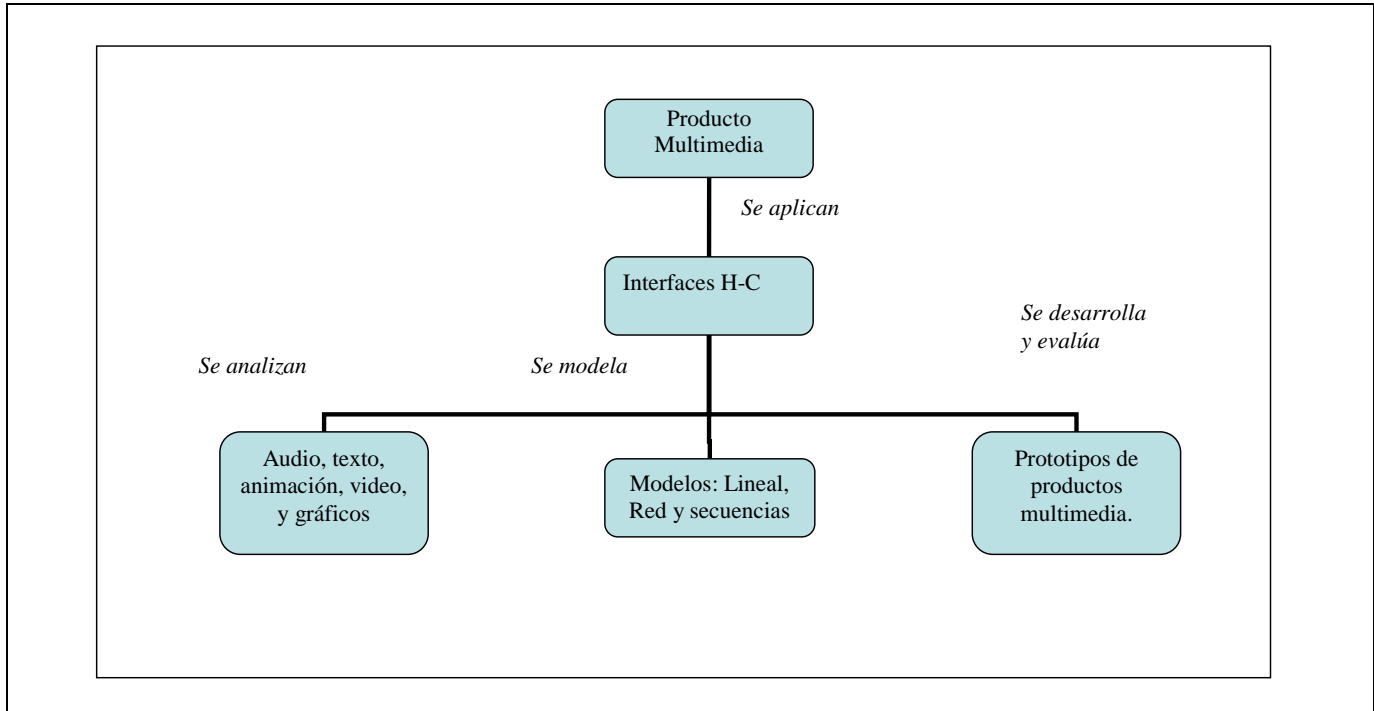 Producto
Multimedia
Se aplican
Interfaces H-C
Se desarrolla
y evalúa
Se analizan
Se modela
Audio, texto,
animación, video,
y gráficos
Modelos: Lineal,
Red y secuencias
Prototipos de
productos
multimedia.